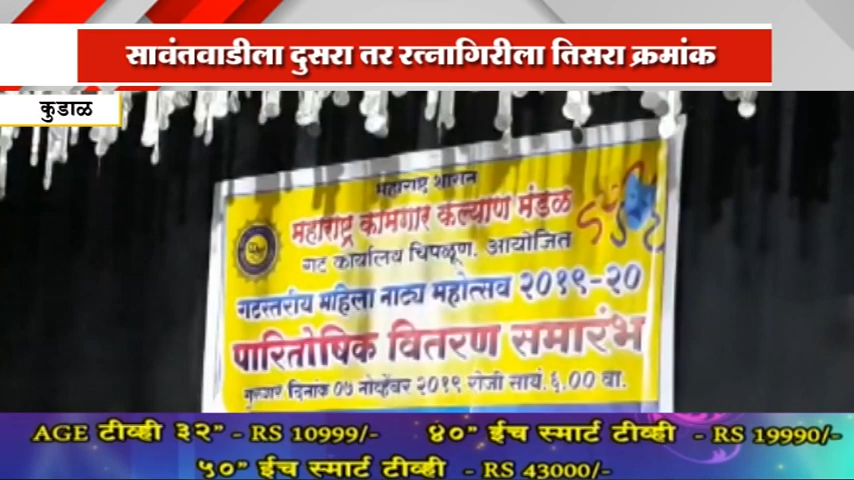 सावंतवाडीला दुसरा तर रत्नागिरीला तिसरा क्रमांक
कुडाळ
महाराष्ट्र शासन
महाराष्ट्र कामगार कल्याण मंडळ
गट कार्यालय चिपळूण. आयोजित
गटस्तरीय महिला नाट्य महोत्सव २०१९-२०
पारितोषिक वितरण समारंभ
गुरुवार दिनांक ०७ नोव्हेंबर २०१९ रोजी सायं. ६.०० वा.
AGE टीव्ही ३२” - RS 10999/- ४०” ईच स्मार्ट टीव्ही - RS 19990/-
५०” ईच स्मार्ट टीव्ही - RS 43000/-